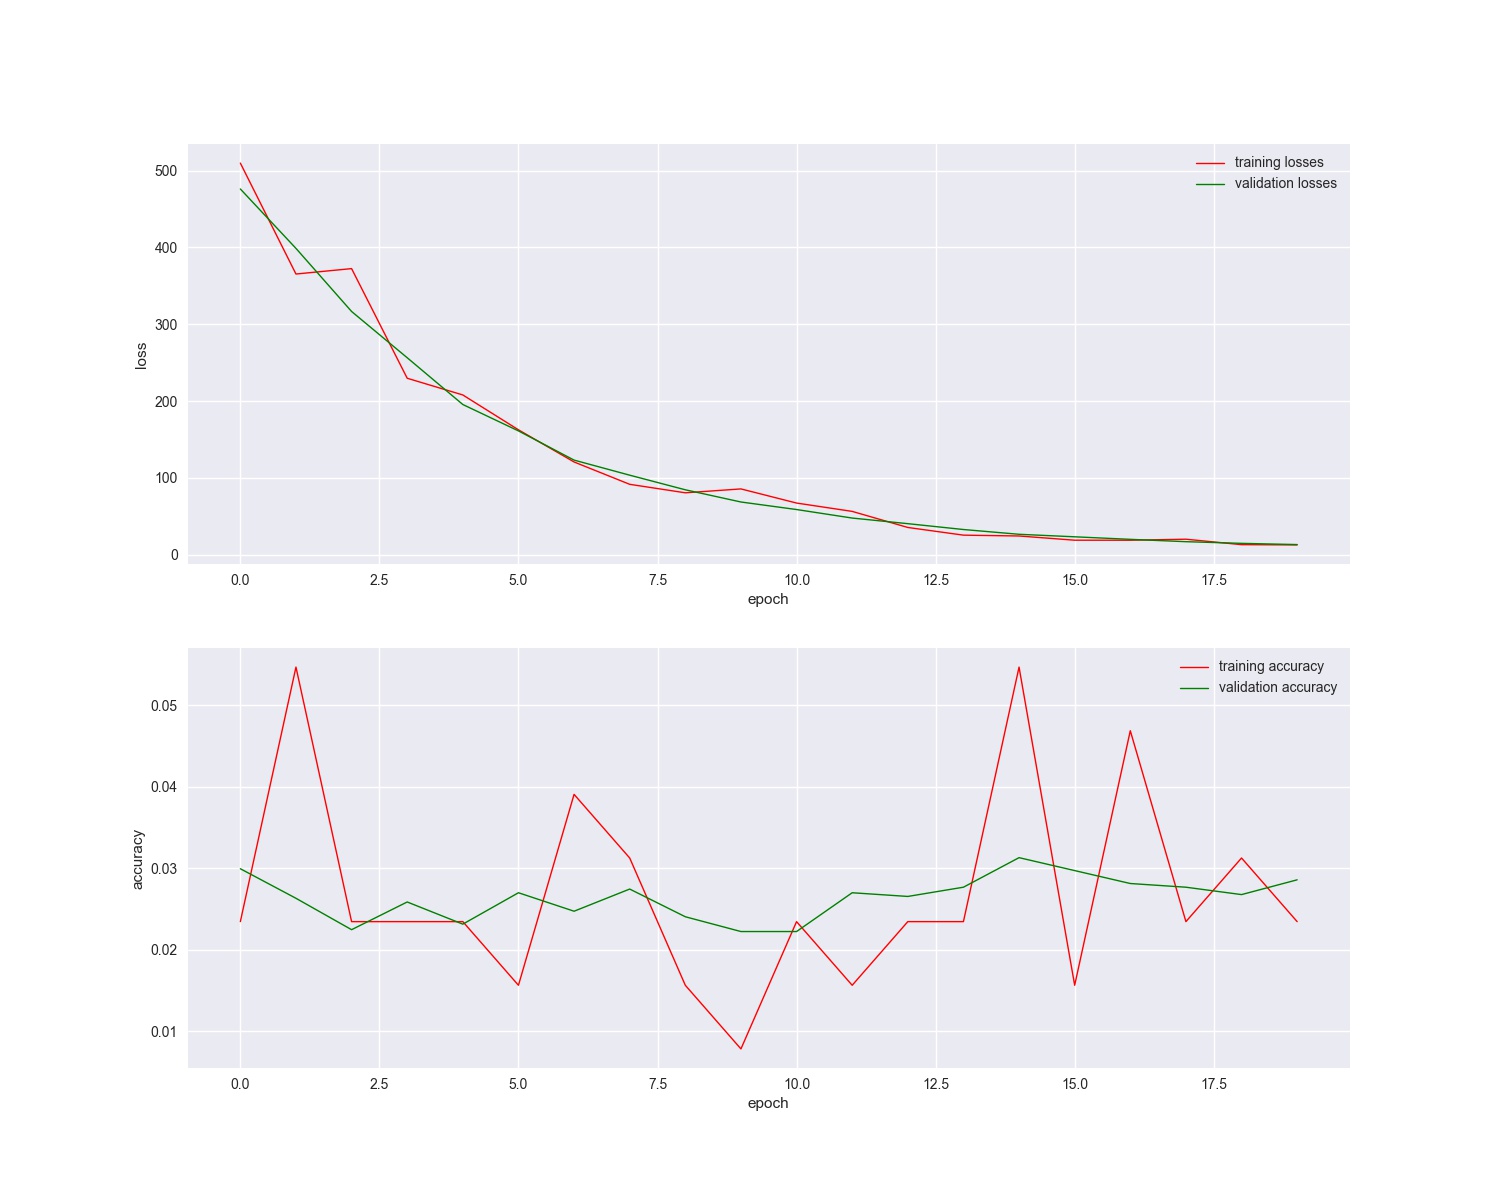 training losses
validation losses
500
400
300
200
100
0
loss
0.0 2.5 5.0 7.5 10.0 12.5 15.0 17.5
epoch
training accuracy
validation accuracy
0.05
0.04
0.03
0.02
0.01
accuracy
0.0 2.5 5.0 7.5 10.0 12.5 15.0 17.5
epoch